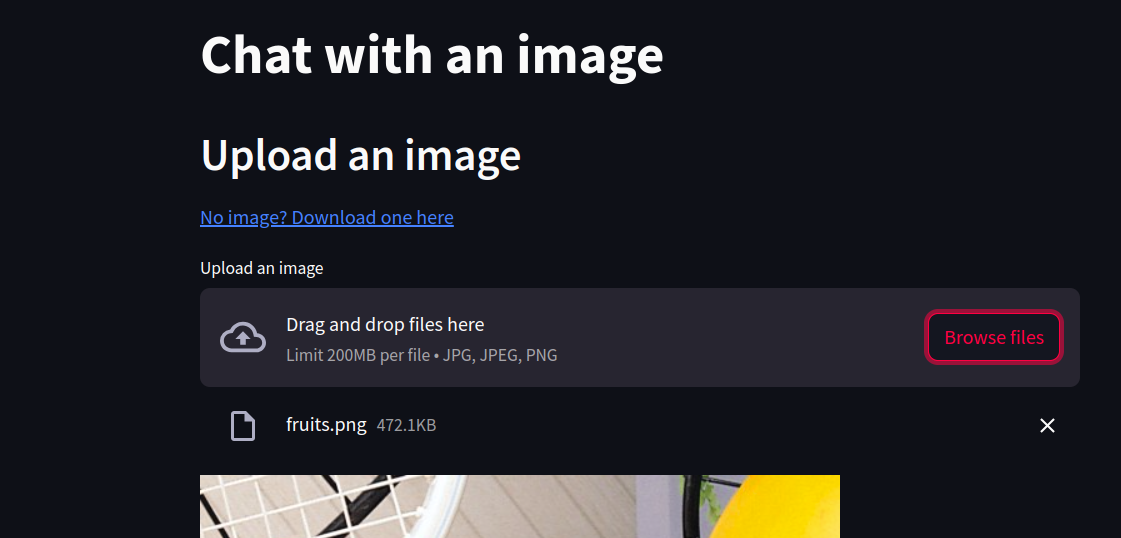 Chat with an image
Upload an image
No image? Download one here
Upload an image
Drag and drop files here
Limit 200MB per file • JPG, JPEG, PNG
Browse files
fruits.png 472.1KB